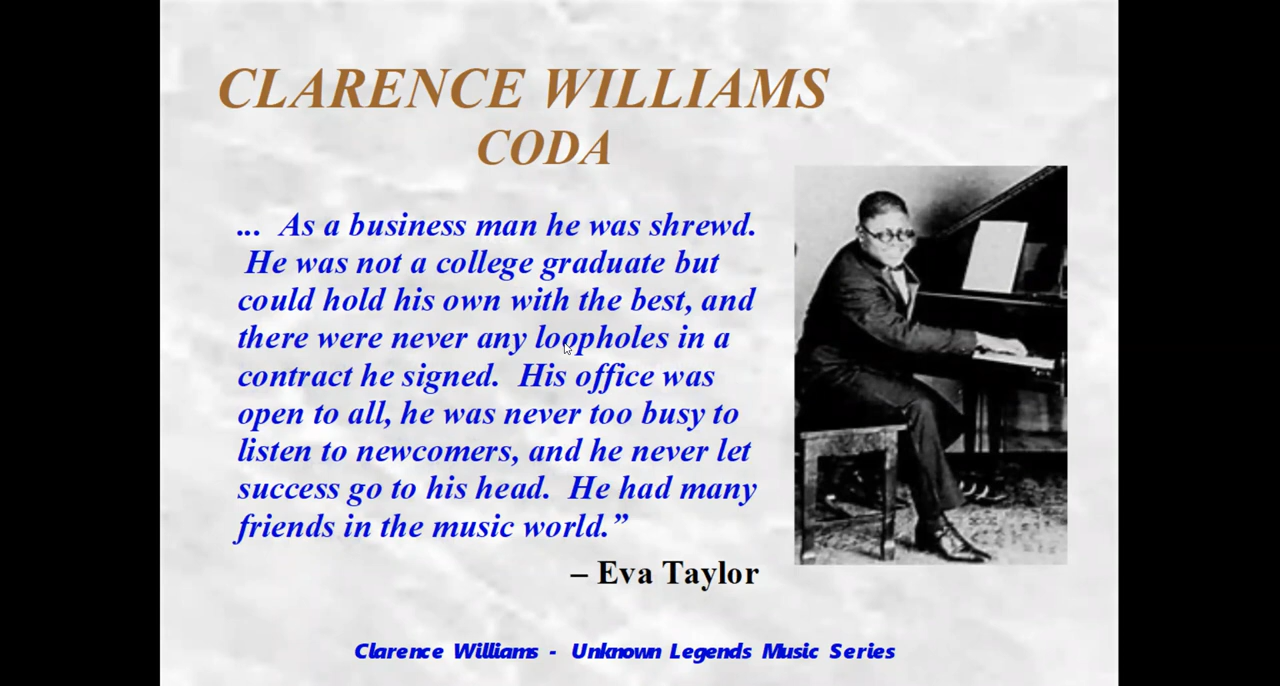 CLARENCE WILLIAMS
CODA
...  As a business man he was shrewd.
He was not a college graduate but
could hold his own with the best, and
there were never any loopholes in a
contract he signed.  His office was
open to all, he was never too busy to
listen to newcomers, and he never let
success go to his head.  He had many
friends in the music world.”
– Eva Taylor
Clarence Williams - Unknown Legends Music Series